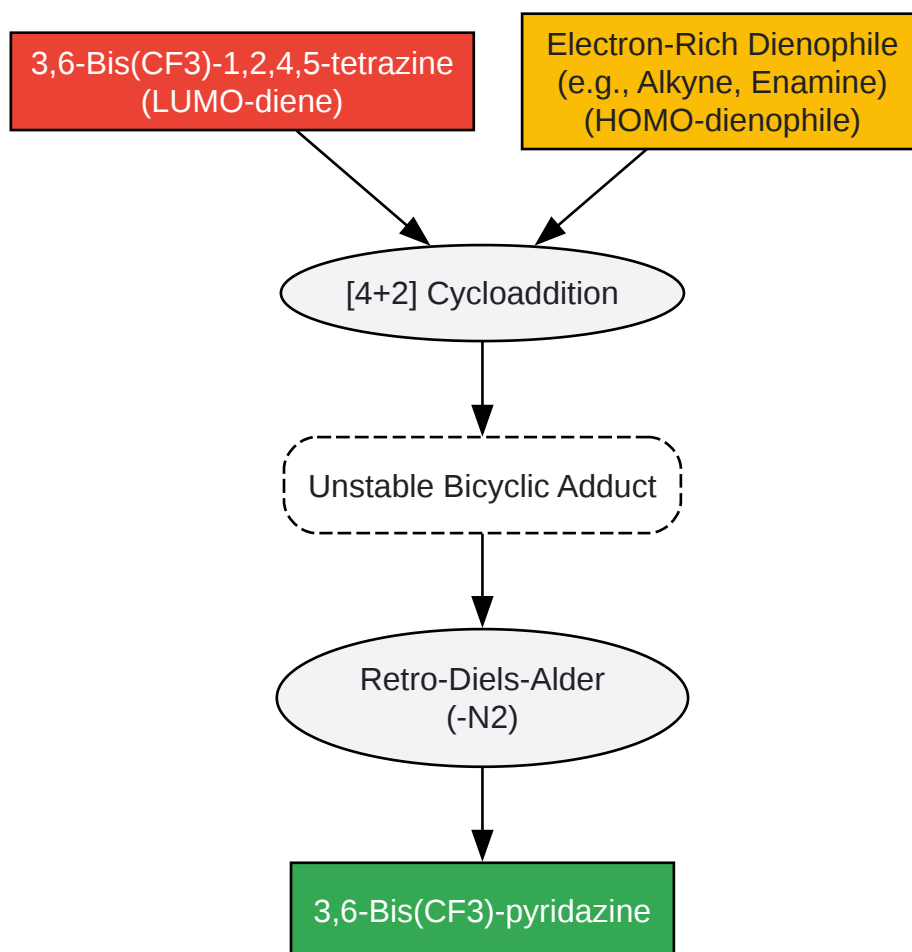 3,6-Bis(CF3)-1,2,4,5-tetrazine
(LUMO-diene)
Electron-Rich Dienophile
(e.g., Alkyne, Enamine)
(HOMO-dienophile)
[4+2] Cycloaddition
Unstable Bicyclic Adduct
Retro-Diels-Alder
(-N2)
3,6-Bis(CF3)-pyridazine